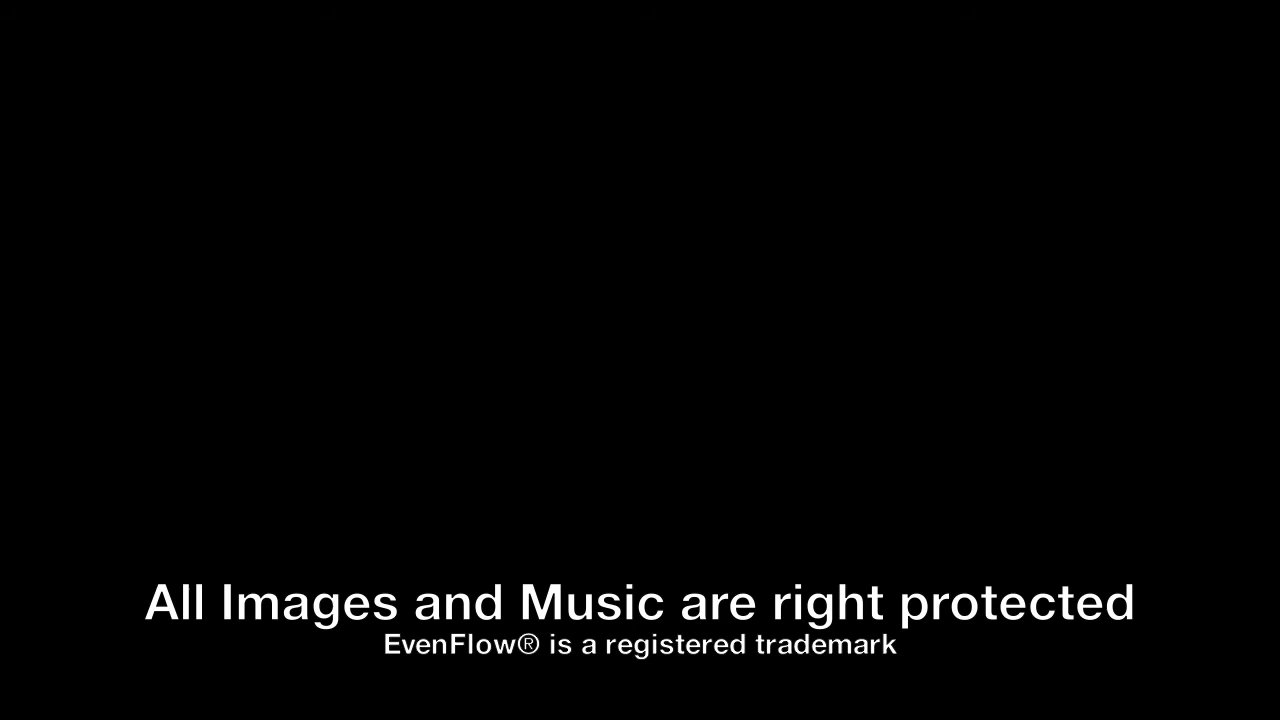 All Images and Music are right protected
EvenFlow® is a registered trademark